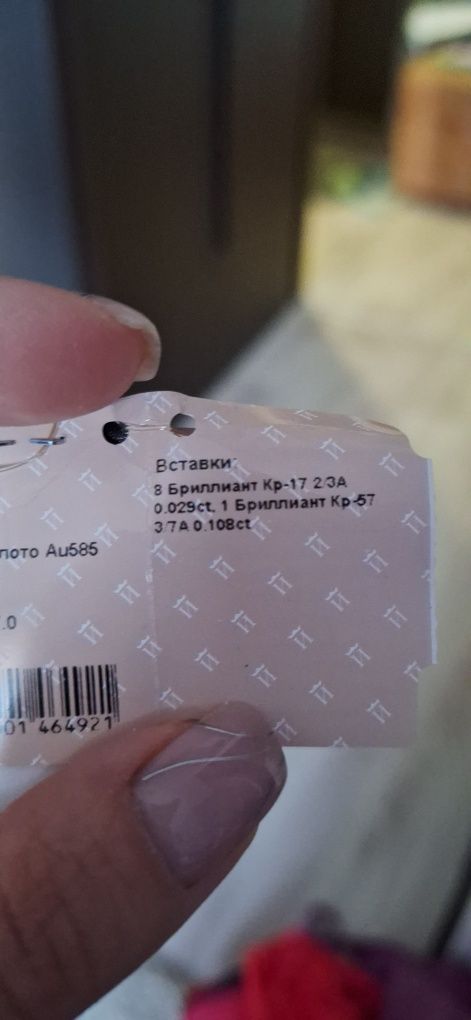 Вставки:
8 Бриллиант Кр-17 2/3А
0.029ct, 1 Бриллиант Кр-57
3/7А 0.108ct
лото Au585
.0
01 464921